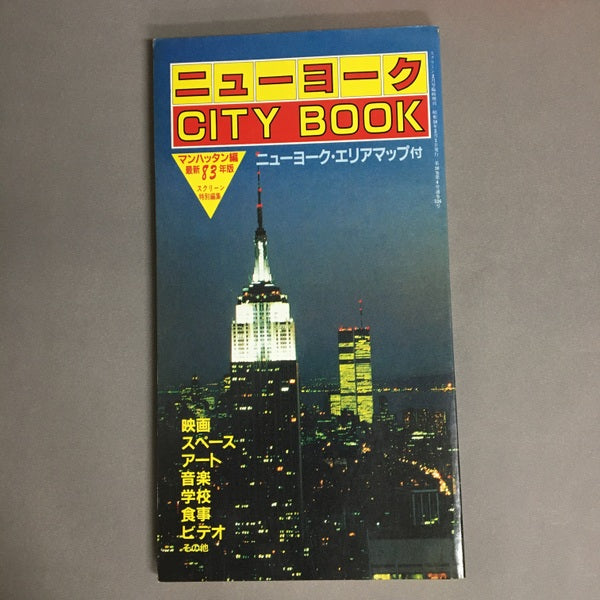 ニューヨーク
CITY BOOK
ニューヨーク・エリアマップ付
マンハッタン編
最新83年版
スクリーン
特別編集
映画
スペース
アート
音楽
学校
食事
ビデオ
その他